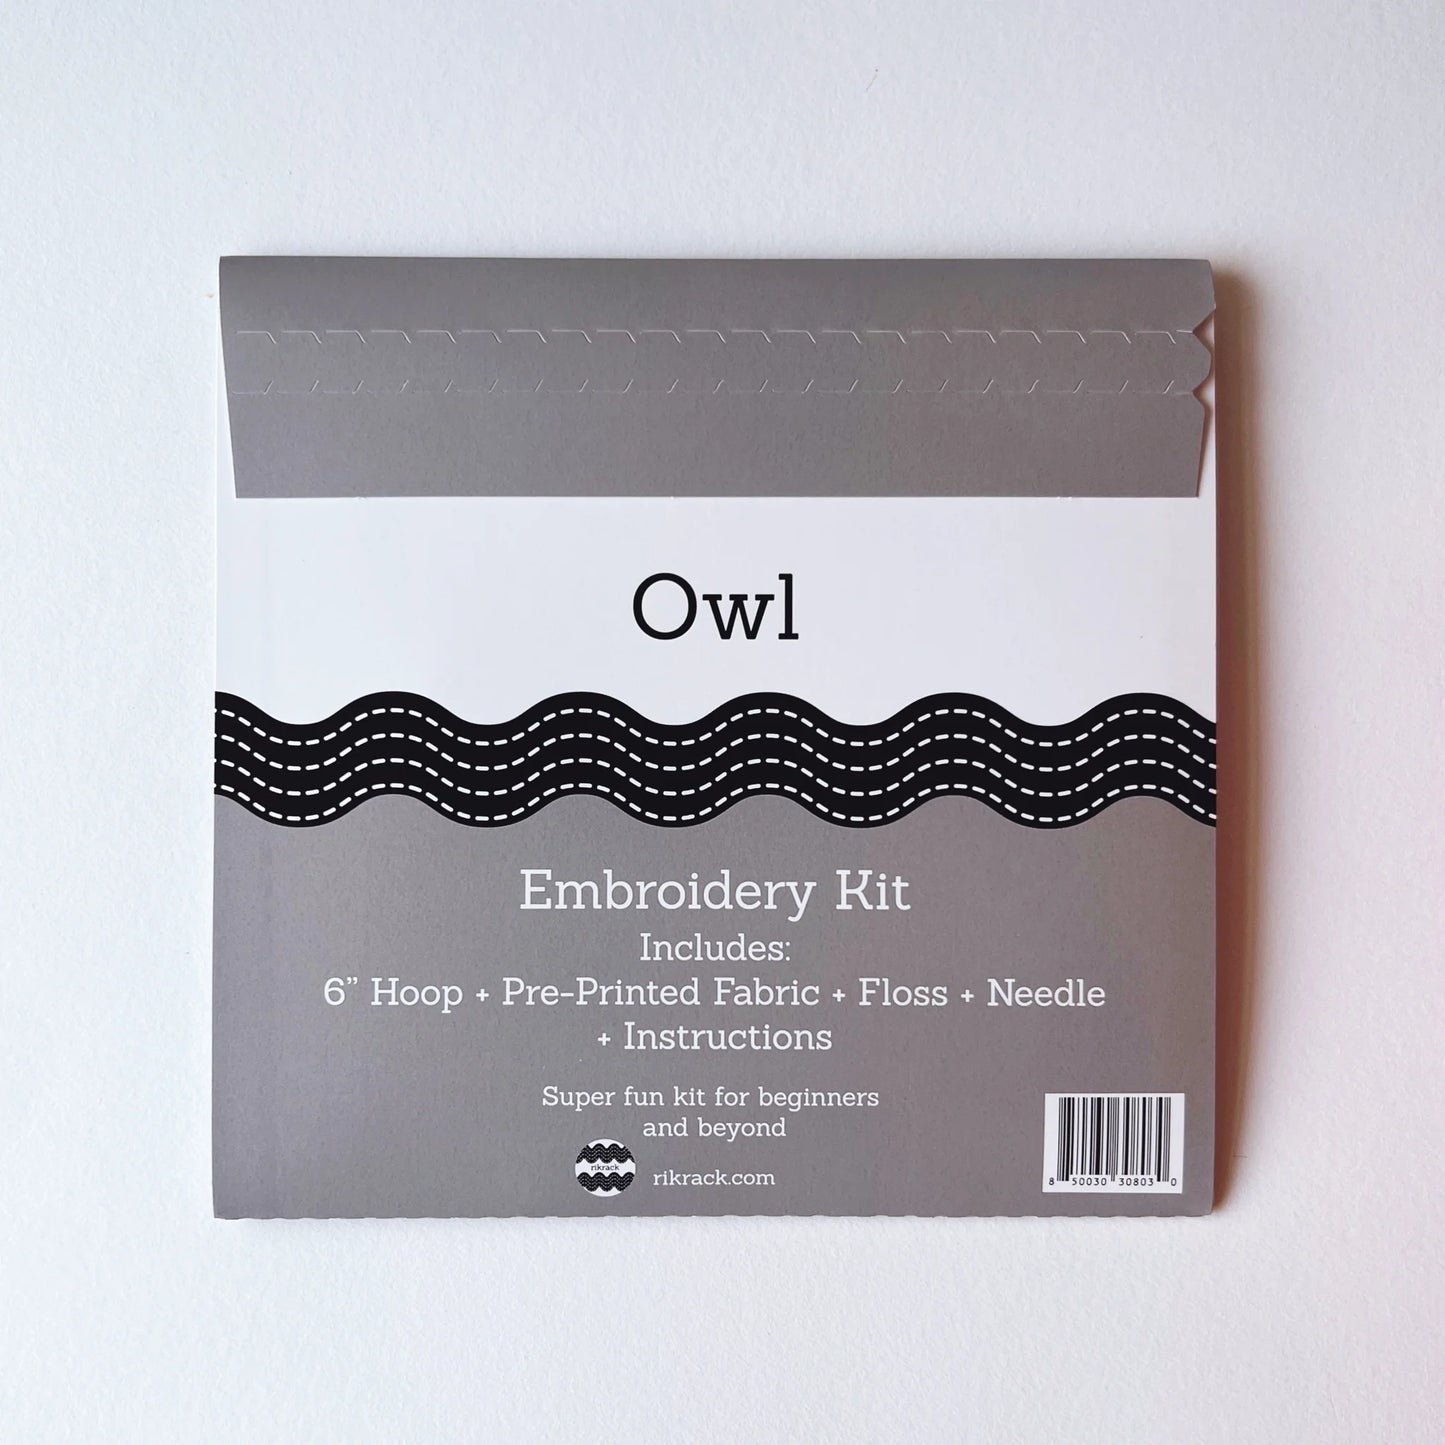 Owl
Embroidery Kit
Includes:
6” Hoop + Pre-Printed Fabric + Floss + Needle
+ Instructions
Super fun kit for beginners
and beyond
rikrack
rikrack.com
8 50030 30803 0